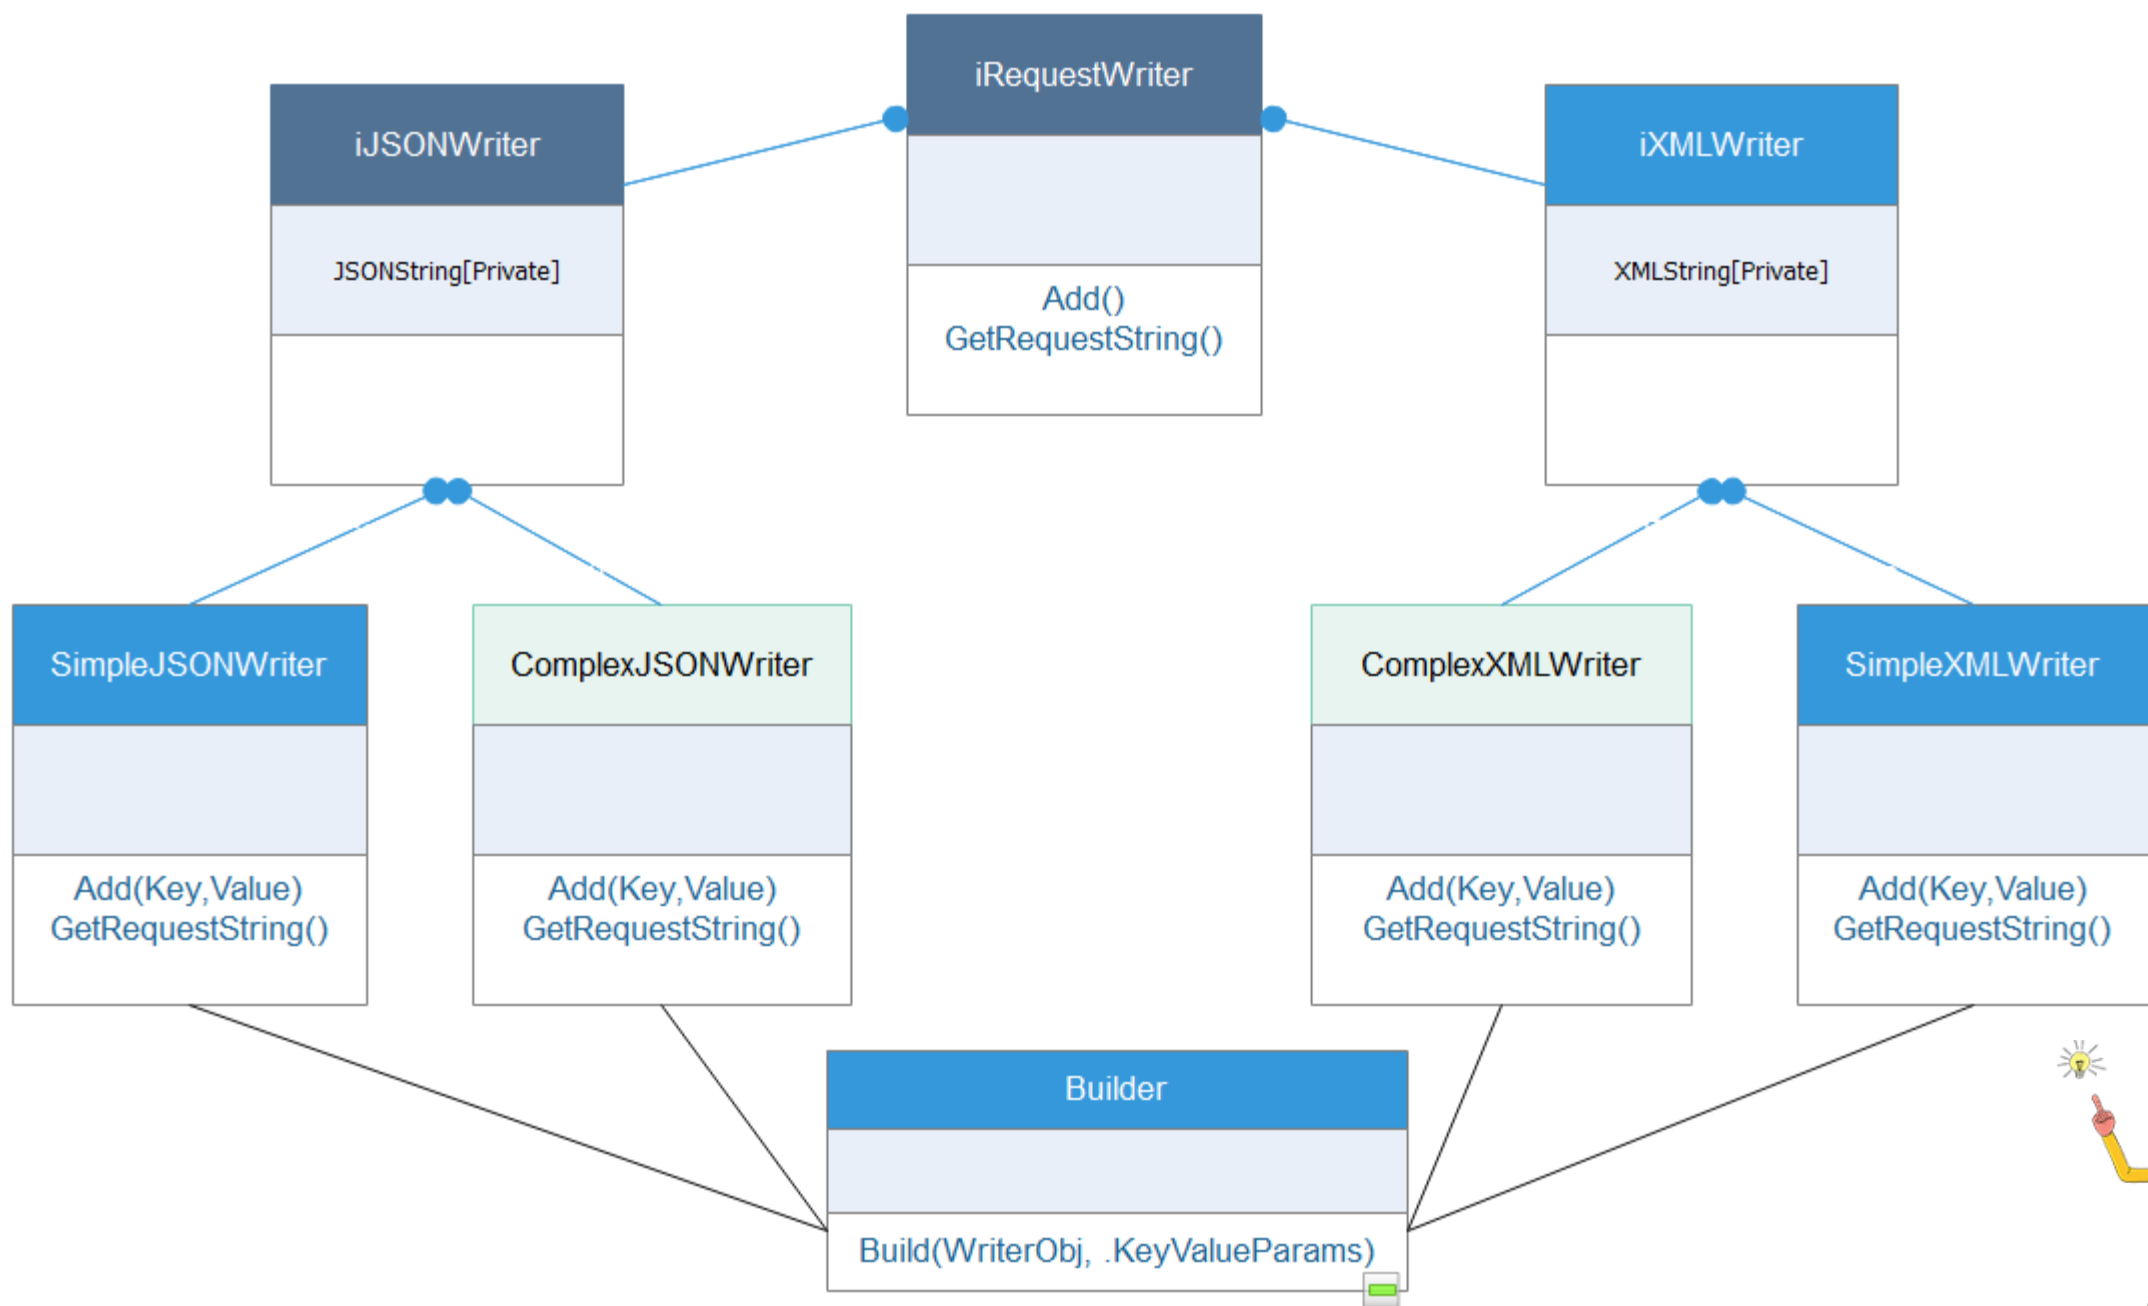 iRequestWriter
Add()
GetRequestString()
iJSONWriter
JSONString[Private]
iXMLWriter
XMLString[Private]
SimpleJSONWriter
Add(Key,Value)
GetRequestString()
ComplexJSONWriter
Add(Key,Value)
GetRequestString()
ComplexXMLWriter
Add(Key,Value)
GetRequestString()
SimpleXMLWriter
Add(Key,Value)
GetRequestString()
Builder
Build(WriterObj, .KeyValueParams)